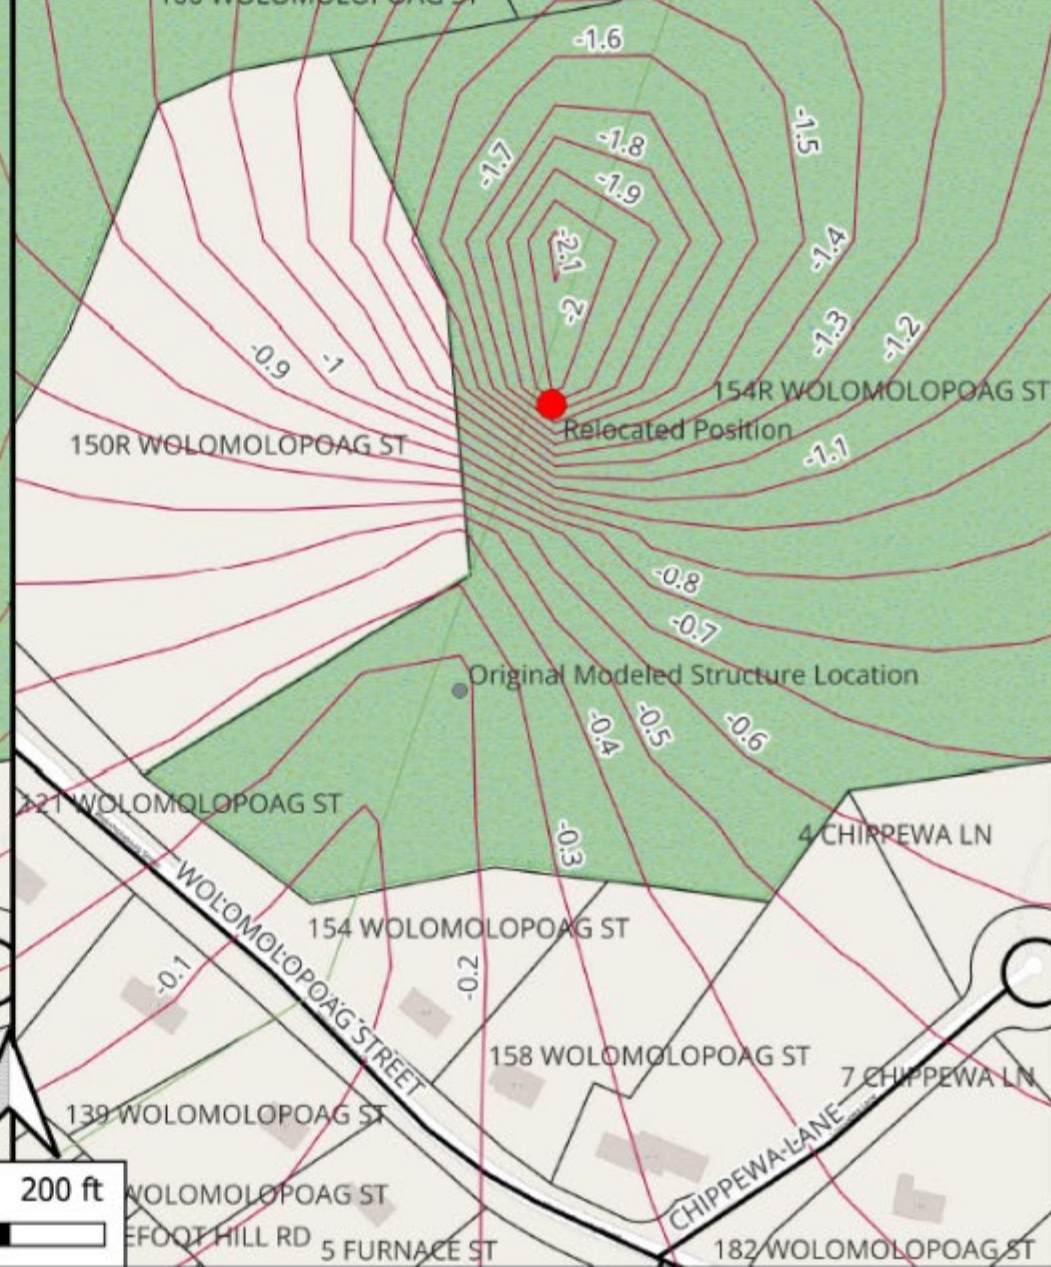 -1.6
-1.5
-1.8
-1.7
-1.9
-2.1
-1.4
-2
-1.3
-1.2
-0.9
-1
154R WOLOMOLOPOAG ST
Relocated Position
150R WOLOMOLOPOAG ST
-1.1
-0.8
-0.7
Original Modeled Structure Location
-0.4
-0.5
-0.6
121 WOLOMOLOPOAG ST
4 CHIPPEWA LN
-0.3
WOLOMOLOPOAG STREET
154 WOLOMOLOPOAG ST
-0.1
-0.2
158 WOLOMOLOPOAG ST
7 CHIPPEWA LN
139 WOLOMOLOPOAG ST
CHIPPEWA LANE
200 ft
WOLOMOLOPOAG ST
EFOOT HILL RD
5 FURNACE ST
182 WOLOMOLOPOAG ST